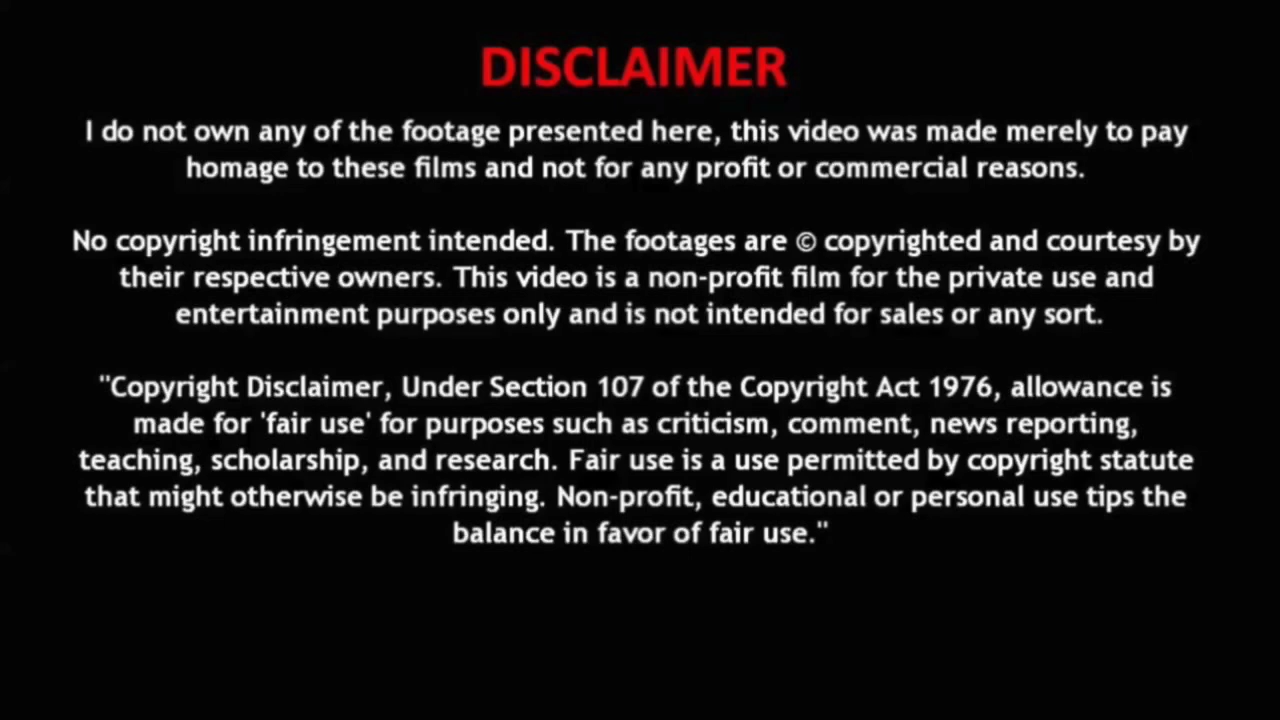 DISCLAIMER
I do not own any of the footage presented here, this video was made merely to pay
homage to these films and not for any profit or commercial reasons.
No copyright infringement intended. The footages are © copyrighted and courtesy by
their respective owners. This video is a non-profit film for the private use and
entertainment purposes only and is not intended for sales or any sort.
"Copyright Disclaimer, Under Section 107 of the Copyright Act 1976, allowance is
made for 'fair use' for purposes such as criticism, comment, news reporting,
teaching, scholarship, and research. Fair use is a use permitted by copyright statute
that might otherwise be infringing. Non-profit, educational or personal use tips the
balance in favor of fair use."